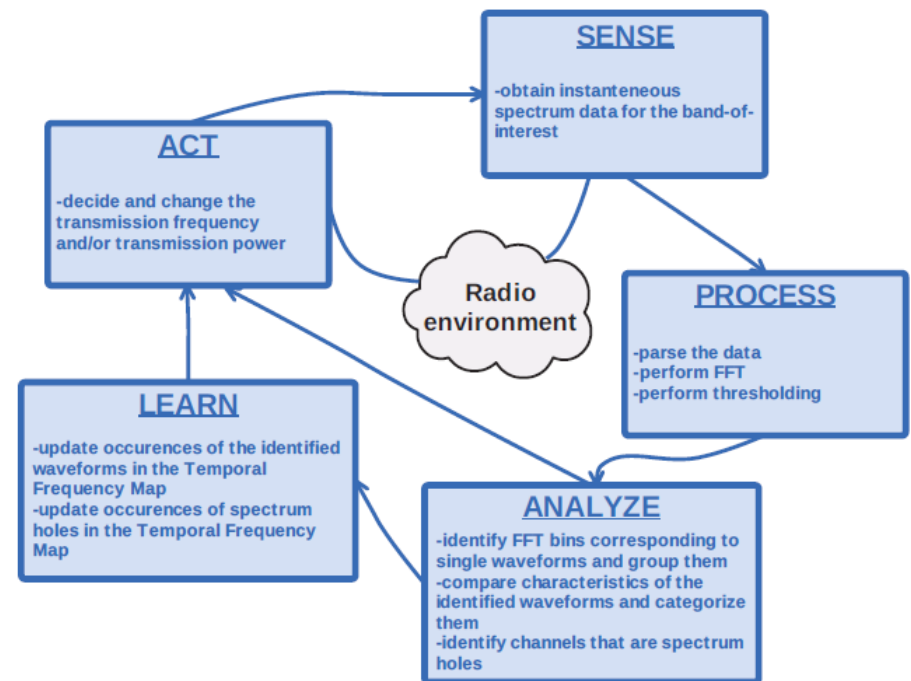 SENSE
-obtain instanteneous
spectrum data for the band-of-
interest
ACT
-decide and change the
transmission frequency
and/or transmission power
Radio
environment
PROCESS
-parse the data
-perform FFT
-perform thresholding
LEARN
-update occurences of the identified
waveforms in the Temporal
Frequency Map
-update occurences of spectrum
holes in the Temporal Frequency
Map
ANALYZE
-identify FFT bins corresponding to
single waveforms and group them
-compare characteristics of the
identified waveforms and categorize
them
-identify channels that are spectrum
holes